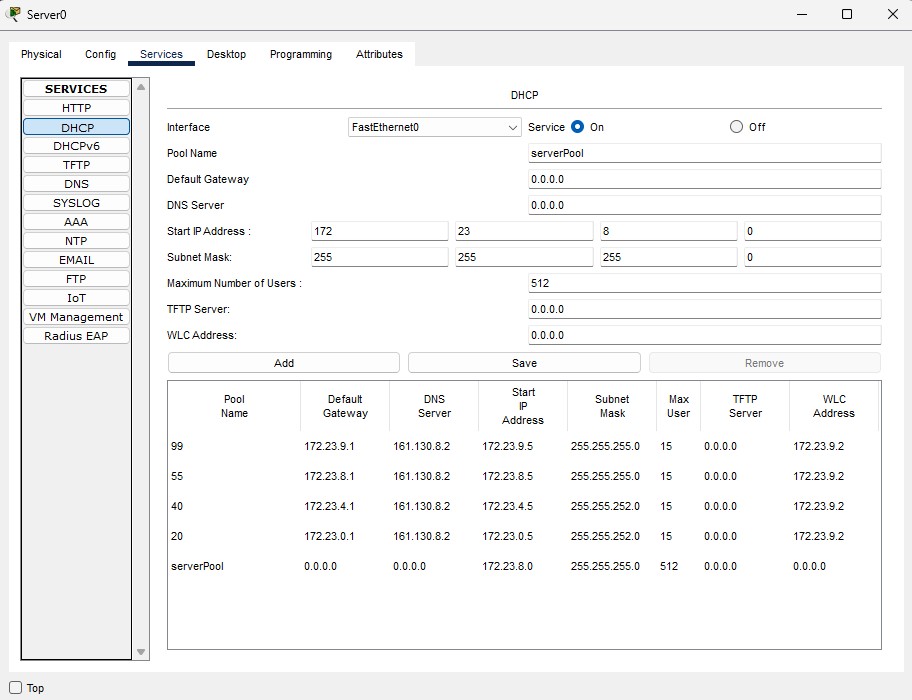 Server0
Physical Config Services Desktop Programming Attributes
SERVICES
HTTP
DHCP
DHCPv6
TFTP
DNS
SYSLOG
AAA
NTP
EMAIL
FTP
IoT
VM Management
Radius EAP
DHCP
Interface FastEthernet0 Service On Off
Pool Name serverPool
Default Gateway 0.0.0.0
DNS Server 0.0.0.0
Start IP Address : 172 23 8 0
Subnet Mask: 255 255 255 0
Maximum Number of Users : 512
TFTP Server: 0.0.0.0
WLC Address: 0.0.0.0
Add Save Remove
Pool Name Default Gateway DNS Server Start IP Address Subnet Mask Max User TFTP Server WLC Address
99 172.23.9.1 161.130.8.2 172.23.9.5 255.255.255.0 15 0.0.0.0 172.23.9.2
55 172.23.8.1 161.130.8.2 172.23.8.5 255.255.255.0 15 0.0.0.0 172.23.9.2
40 172.23.4.1 161.130.8.2 172.23.4.5 255.255.252.0 15 0.0.0.0 172.23.9.2
20 172.23.0.1 161.130.8.2 172.23.0.5 255.255.252.0 15 0.0.0.0 172.23.9.2
serverPool 0.0.0.0 0.0.0.0 172.23.8.0 255.255.255.0 512 0.0.0.0 0.0.0.0
Top